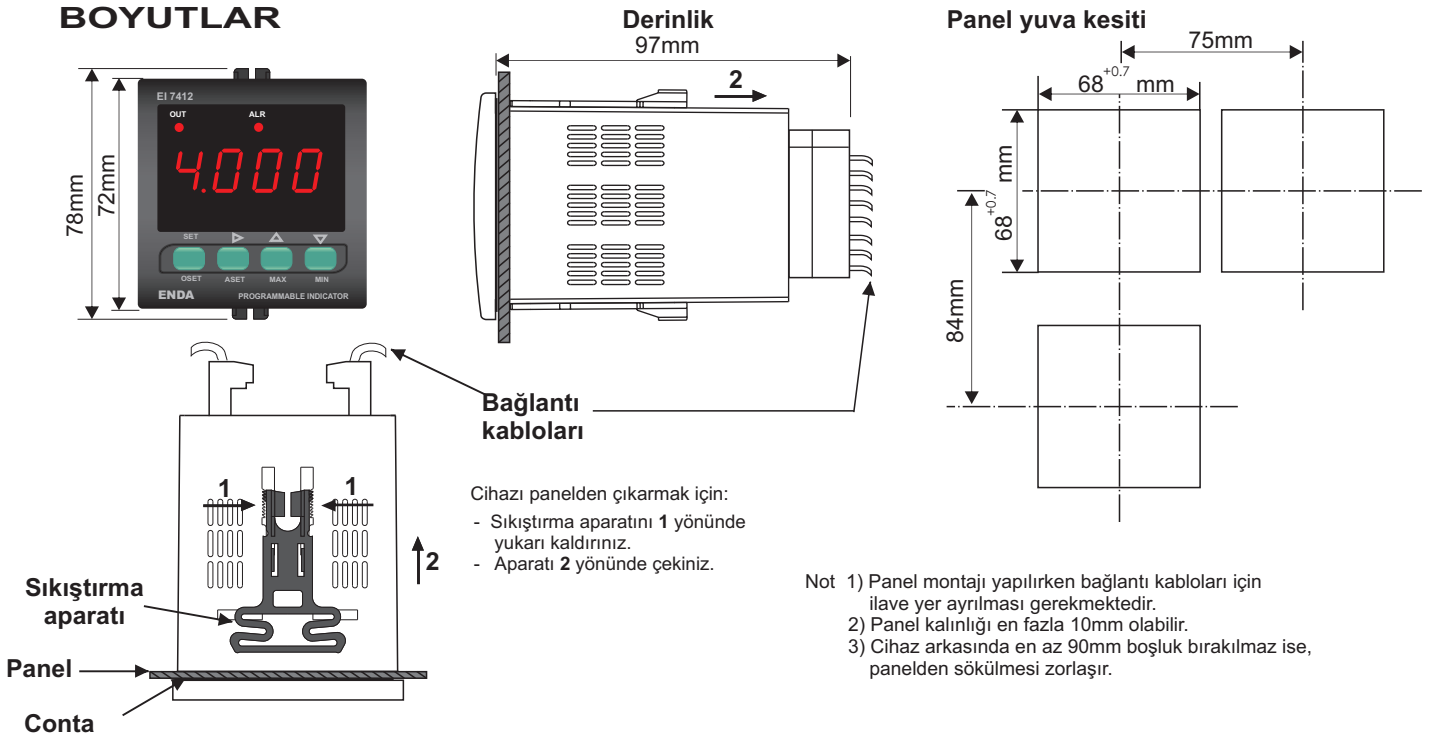 BOYUTLAR
78mm
72mm
EI 7412
OUT ALR
4.000
SET
OSET ASET MAX MIN
ENDA PROGRAMMABLE INDICATOR
Derinlik
97mm
2
Panel yuva kesiti
75mm
68 +0.7 mm
68 +0.7 mm
84mm
Bağlantı
kabloları
1 1
2
Sıkıştırma
aparatı
Panel
Conta
Cihazı panelden çıkarmak için:
- Sıkıştırma aparatını 1 yönünde
yukarı kaldırınız.
- Aparatı 2 yönünde çekiniz.
Not 1) Panel montajı yapılırken bağlantı kabloları için
ilave yer ayrılması gerekmektedir.
2) Panel kalınlığı en fazla 10mm olabilir.
3) Cihaz arkasında en az 90mm boşluk bırakılmaz ise,
panelden sökülmesi zorlaşır.